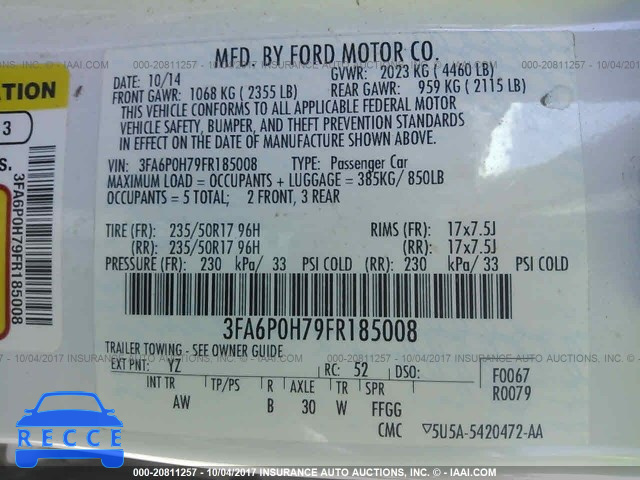 MFD. BY FORD MOTOR CO.
DATE: 10/14 GVWR: 2023 KG ( 4460 LB)
FRONT GAWR: 1068 KG ( 2355 LB) REAR GAWR: 959 KG ( 2115 LB)
THIS VEHICLE CONFORMS TO ALL APPLICABLE FEDERAL MOTOR
VEHICLE SAFETY, BUMPER, AND THEFT PREVENTION STANDARDS
IN EFFECT ON THE DATE OF MANUFACTURE SHOWN ABOVE.
VIN: 3FA6P0H79FR185008 TYPE: Passenger Car
MAXIMUM LOAD = OCCUPANTS + LUGGAGE = 385KG/ 850LB
OCCUPANTS = 5 TOTAL; 2 FRONT, 3 REAR
TIRE (FR): 235/50R17 96H RIMS (FR): 17x7.5J
(RR): 235/50R17 96H (RR): 17x7.5J
PRESSURE (FR): 230 kPa/ 33 PSI COLD (RR): 230 kPa/ 33 PSI COLD
3FA6P0H79FR185008
TRAILER TOWING - SEE OWNER GUIDE
EXT PNT: YZ RC: 52 DSO: F0067
R0079
INT TR TP/PS R AXLE TR SPR
AW B 30 W FFGG
CMC ▽5U5A-5420472-AA
ATION
3
S.
3FA6P0H79FR185008
000-20811257 - 10/04/2017 INSURANCE AUTO AUCTIONS INSURANCE AUTO AUCTIONS - © IAAI.COM